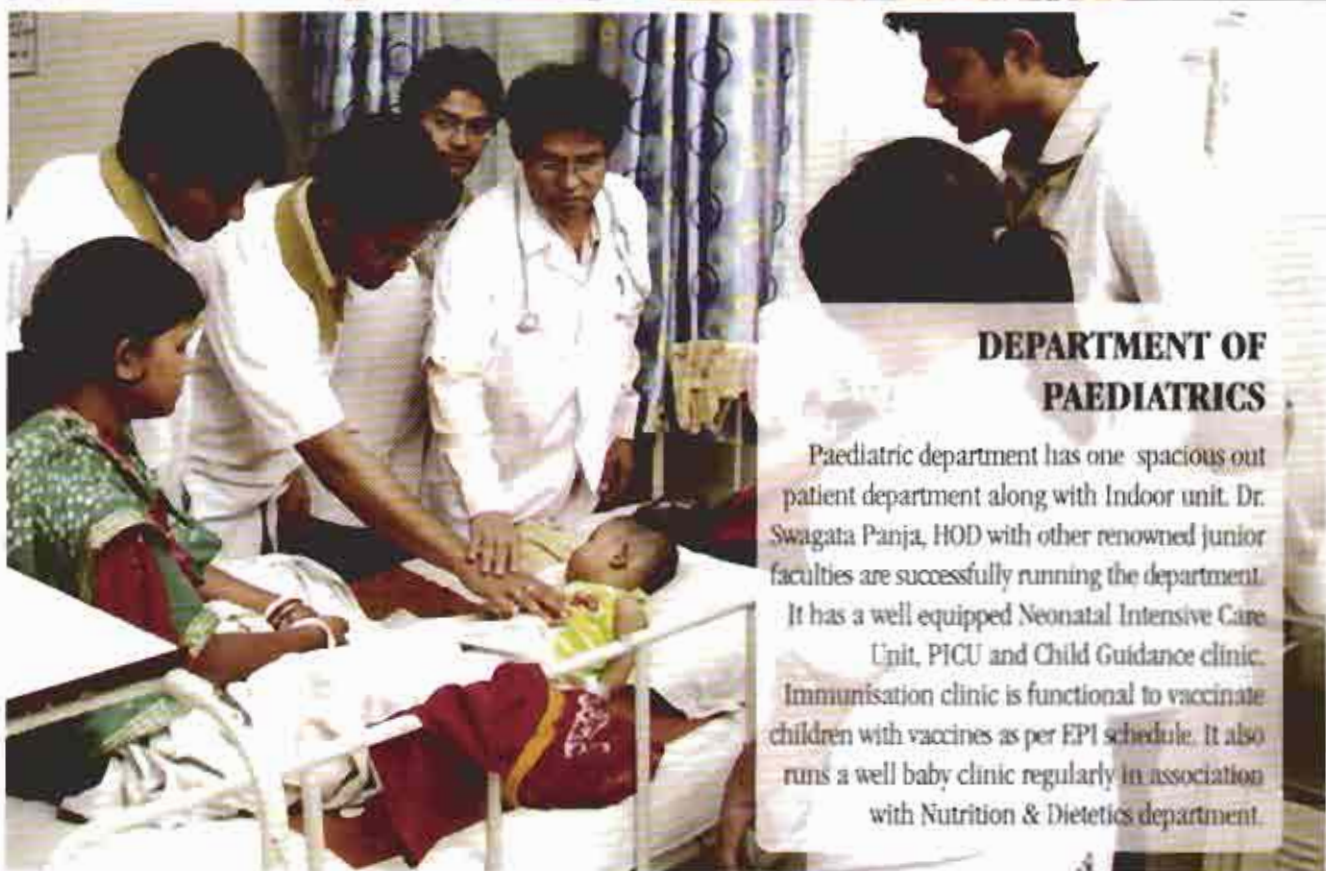 DEPARTMENT OF
PAEDIATRICS
Paediatric department has one spacious out
patient department along with Indoor unit. Dr.
Swagata Panja, HOD with other renowned junior
faculties are successfully running the department.
It has a well equipped Neonatal Intensive Care
Unit, PICU and Child Guidance clinic.
Immunisation clinic is functional to vaccinate
children with vaccines as per EPI schedule. It also
runs a well baby clinic regularly in association
with Nutrition & Dietetics department.